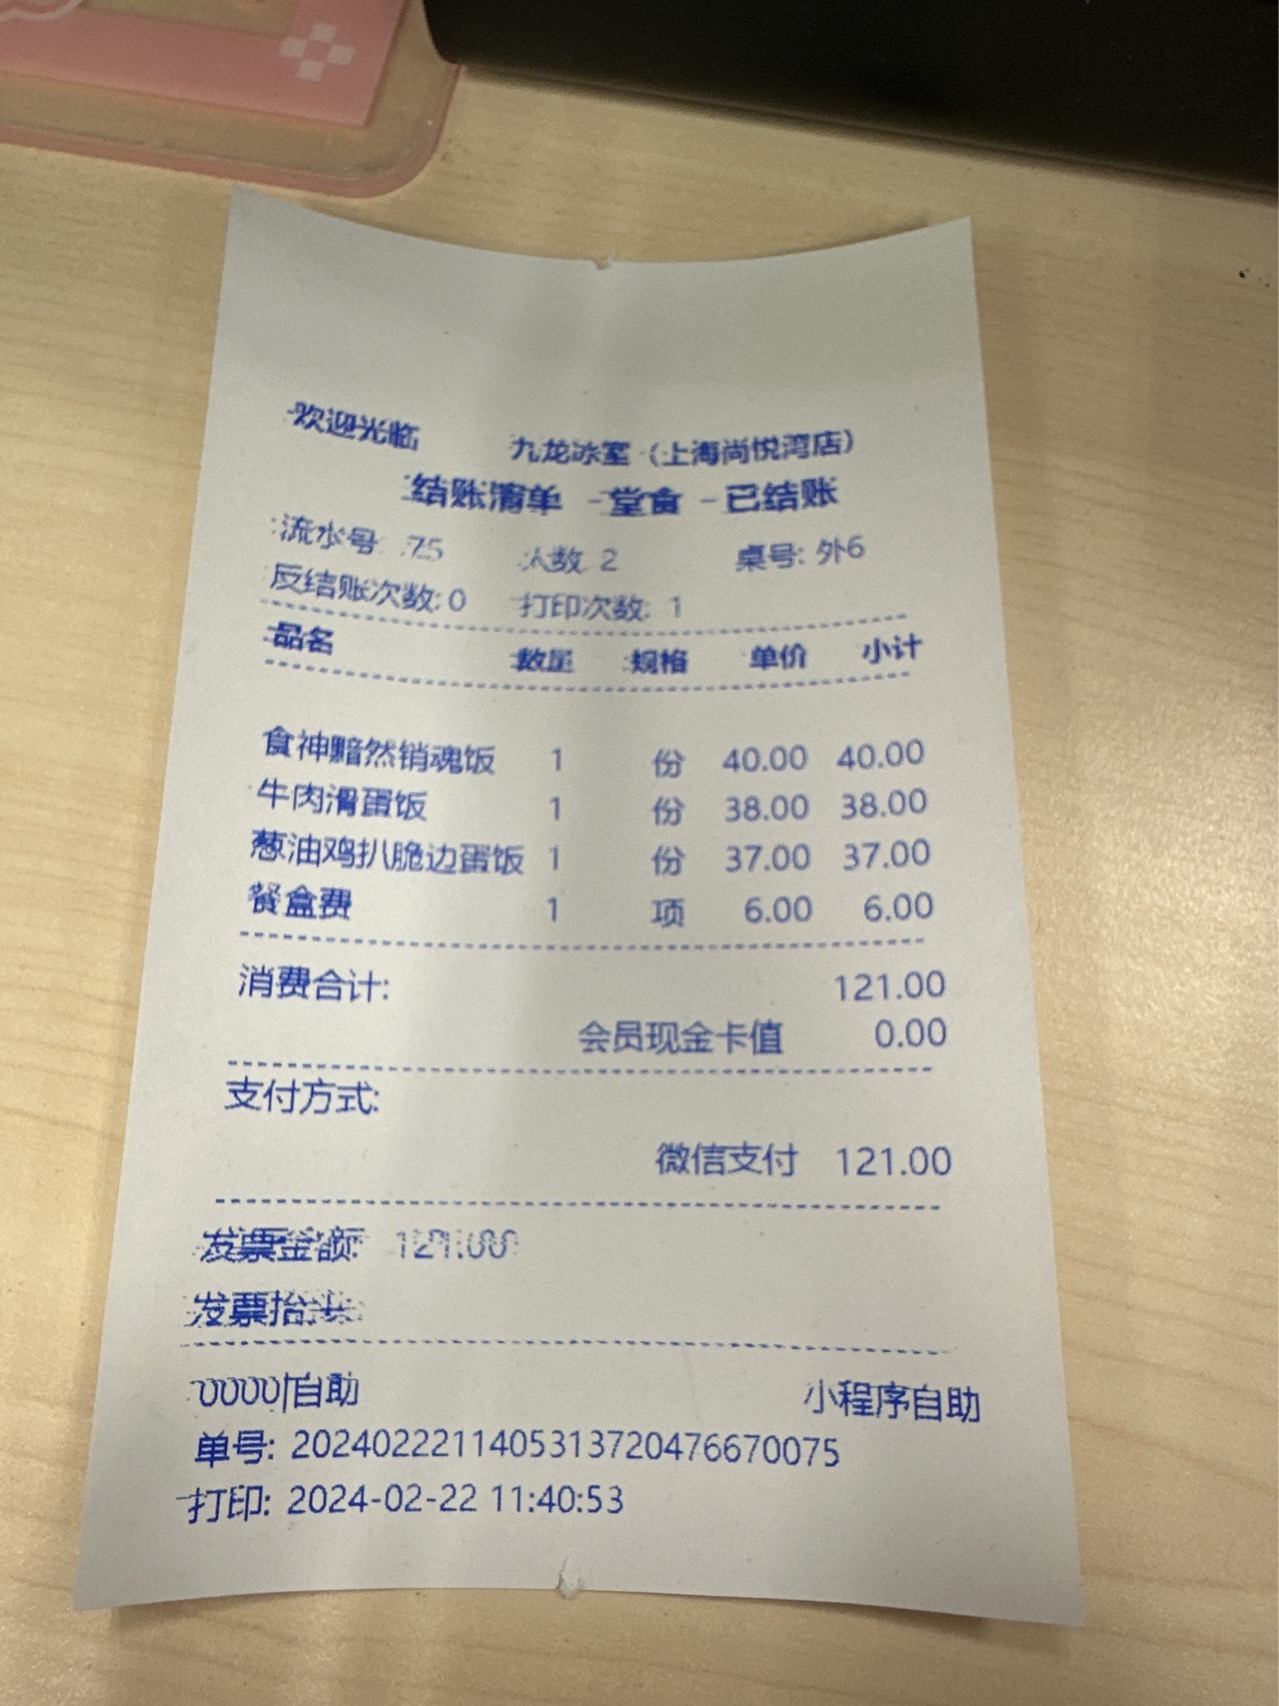 欢迎光临 九龙冰室（上海尚悦湾店）
结账清单 - 堂食 - 已结账
流水号: 75 人数 2 桌号: 外6
反结账次数: 0 打印次数: 1
品名 数量 规格 单价 小计
食神黯然销魂饭 1 份 40.00 40.00
牛肉滑蛋饭 1 份 38.00 38.00
葱油鸡扒脆边蛋饭 1 份 37.00 37.00
餐盒费 1 项 6.00 6.00
消费合计: 121.00
会员现金卡值 0.00
支付方式:
微信支付 121.00
发票金额: 121.00
发票抬头:
0000|自助 小程序自助
单号: 20240222114053137204766​70075
打印: 2024-02-22 11:40:53